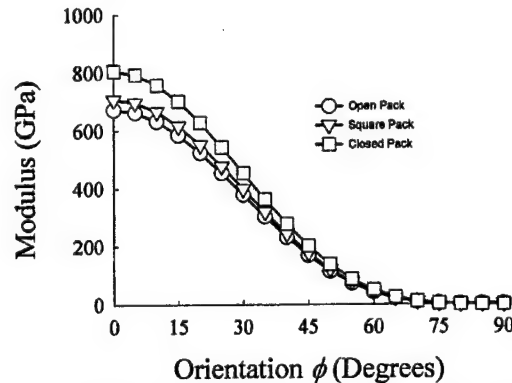 1000
800
600
400
200
0
Modulus (GPa)
Open Pack
Square Pack
Closed Pack
0 15 30 45 60 75 90
Orientation ϕ (Degrees)